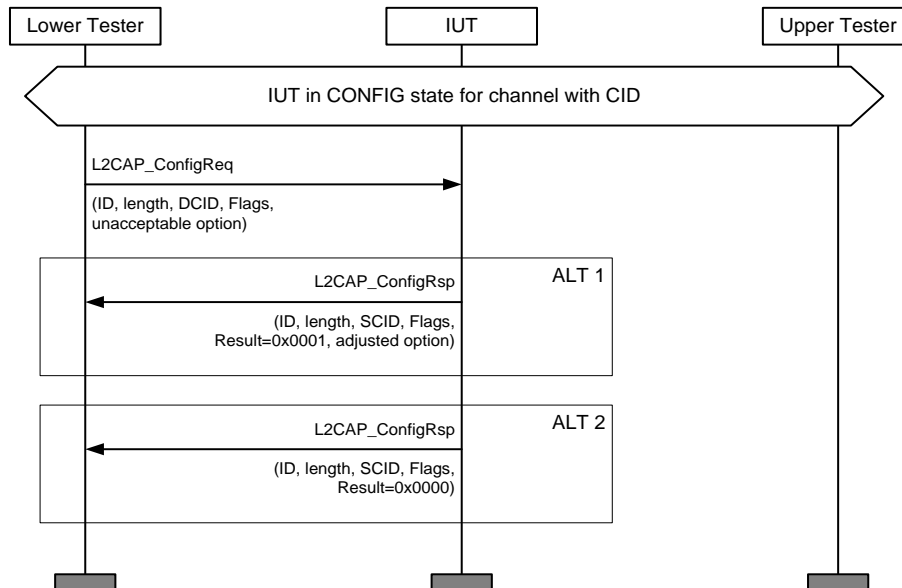 Lower Tester
IUT
Upper Tester
IUT in CONFIG state for channel with CID
L2CAP_ConfigReq
(ID, length, DCID, Flags,
unacceptable option)
ALT 1
L2CAP_ConfigRsp
(ID, length, SCID, Flags,
Result=0x0001, adjusted option)
ALT 2
L2CAP_ConfigRsp
(ID, length, SCID, Flags,
Result=0x0000)